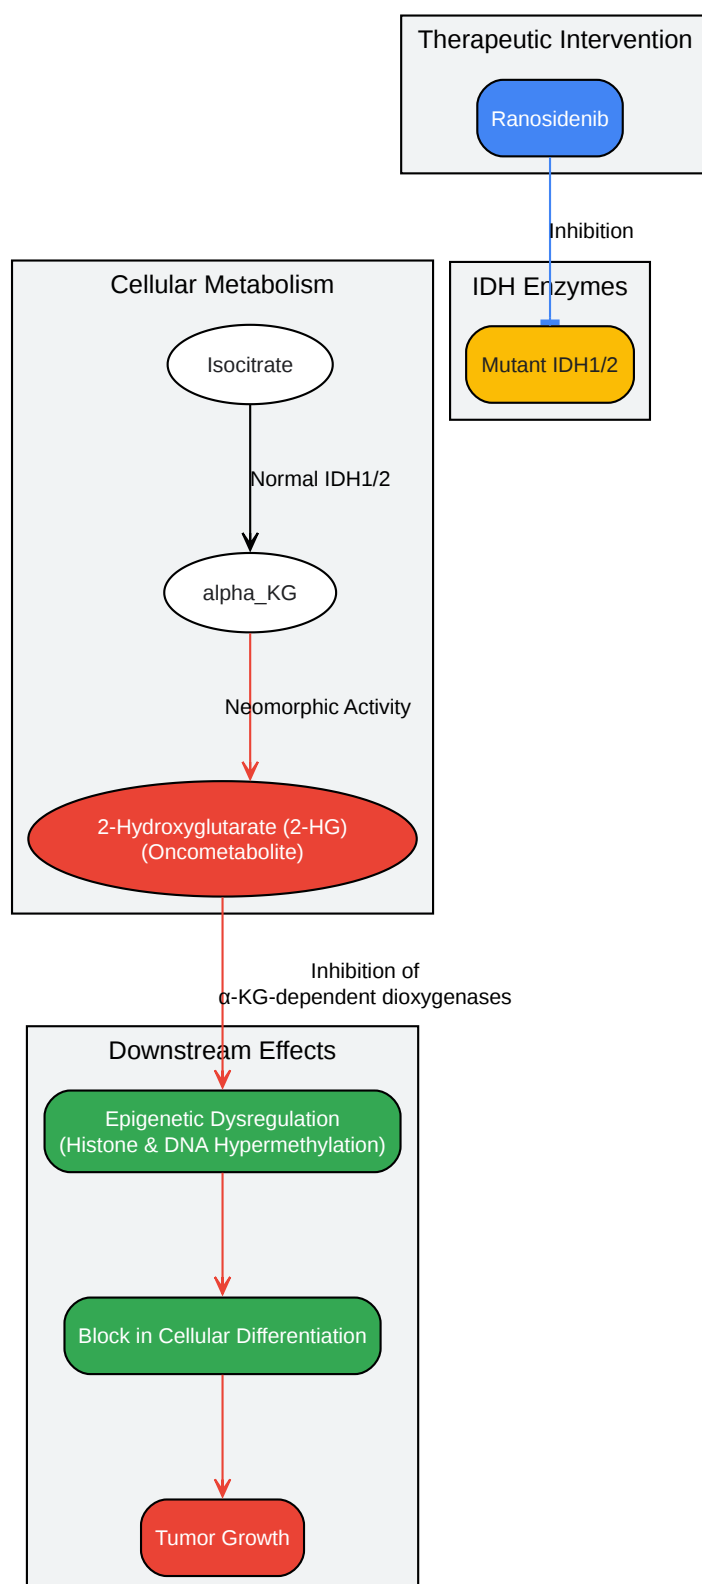 Therapeutic Intervention
Ranosidenib
Inhibition
IDH Enzymes
Mutant IDH1/2
Cellular Metabolism
Isocitrate
Normal IDH1/2
alpha_KG
Neomorphic Activity
2-Hydroxyglutarate (2-HG)
(Oncometabolite)
Inhibition of
α-KG-dependent dioxygenases
Downstream Effects
Epigenetic Dysregulation
(Histone & DNA Hypermethylation)
Block in Cellular Differentiation
Tumor Growth